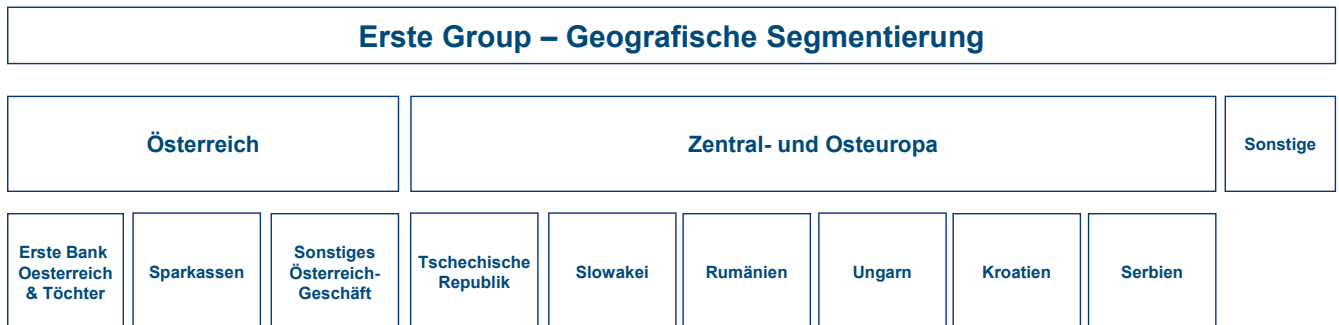 Erste Group – Geografische Segmentierung
Österreich
Zentral- und Osteuropa
Sonstige
Erste Bank
Oesterreich
& Töchter
Sparkassen
Sonstiges
Österreich-
Geschäft
Tschechische
Republik
Slowakei
Rumänien
Ungarn
Kroatien
Serbien